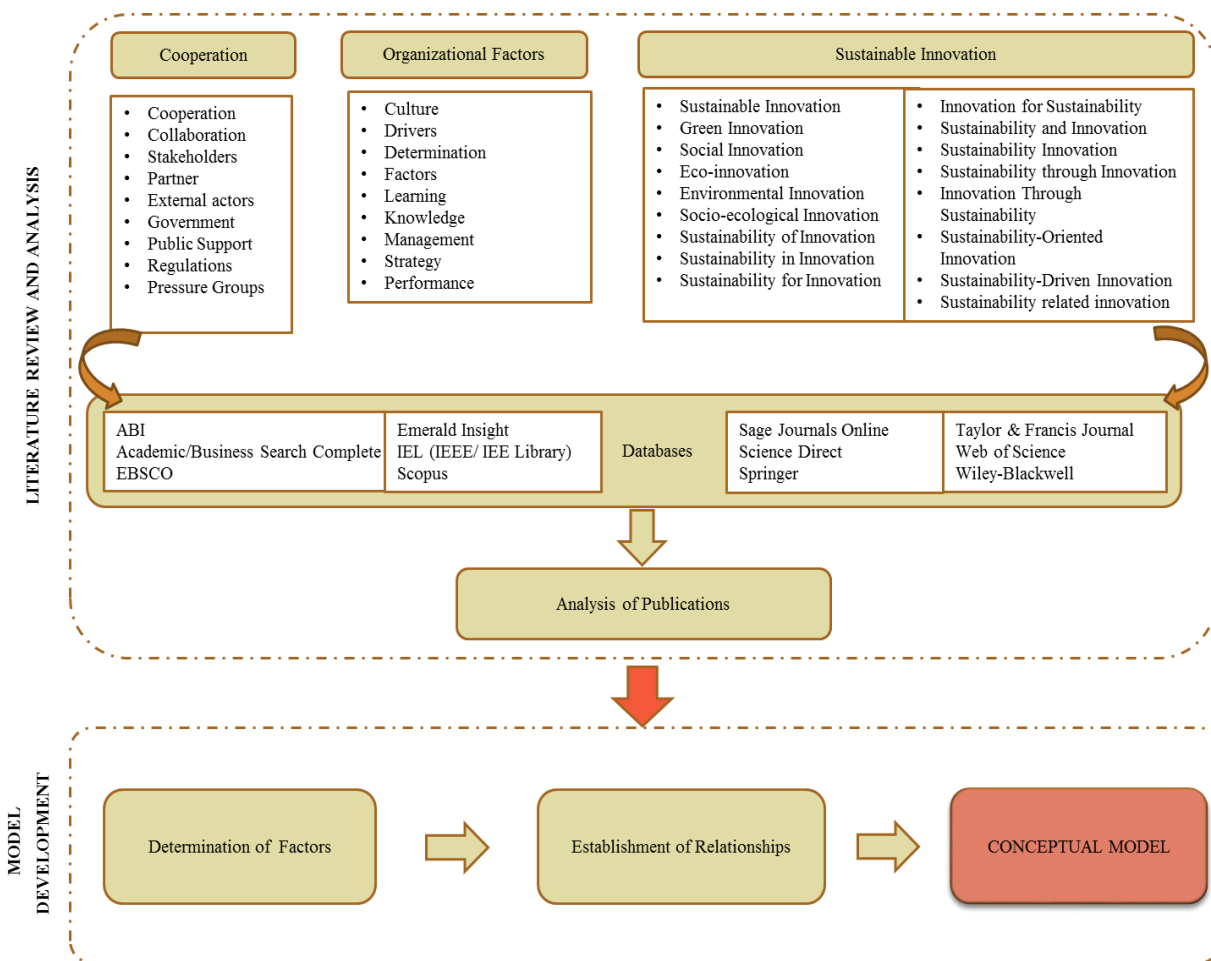 LITERATURE REVIEW AND ANALYSIS
Cooperation
• Cooperation
• Collaboration
• Stakeholders
• Partner
• External actors
• Government
• Public Support
• Regulations
• Pressure Groups
Organizational Factors
• Culture
• Drivers
• Determination
• Factors
• Learning
• Knowledge
• Management
• Strategy
• Performance
Sustainable Innovation
• Sustainable Innovation
• Green Innovation
• Social Innovation
• Eco-innovation
• Environmental Innovation
• Socio-ecological Innovation
• Sustainability of Innovation
• Sustainability in Innovation
• Sustainability for Innovation
• Innovation for Sustainability
• Sustainability and Innovation
• Sustainability Innovation
• Sustainability through Innovation
• Innovation Through
Sustainability
• Sustainability-Oriented
Innovation
• Sustainability-Driven Innovation
• Sustainability related innovation
ABI
Academic/Business Search Complete
EBSCO
Emerald Insight
IEL (IEEE/ IEE Library)
Scopus
Databases
Sage Journals Online
Science Direct
Springer
Taylor & Francis Journal
Web of Science
Wiley-Blackwell
Analysis of Publications
MODEL
DEVELOPMENT
Determination of Factors
Establishment of Relationships
CONCEPTUAL MODEL